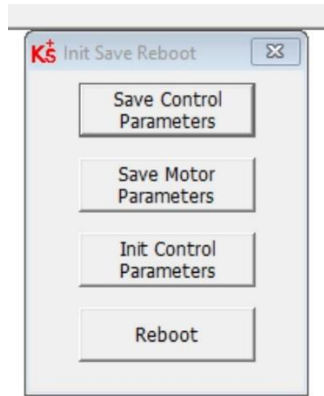 Ks+ Init Save Reboot
Save Control
Parameters
Save Motor
Parameters
Init Control
Parameters
Reboot